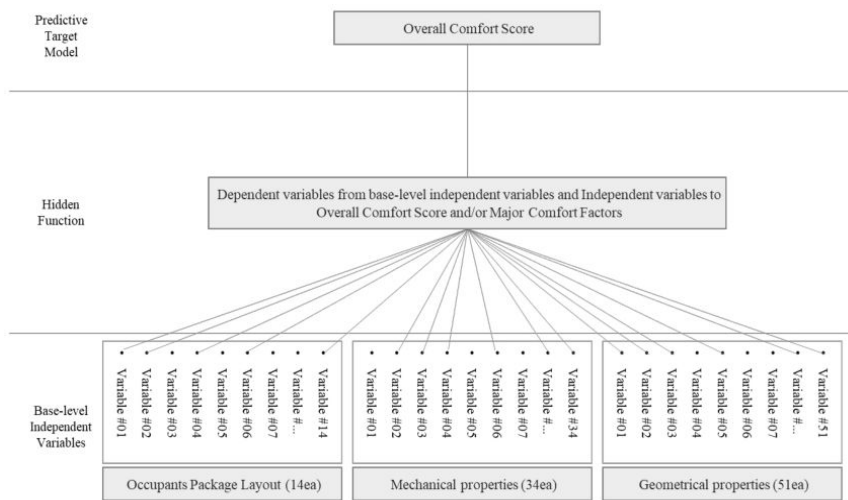 Predictive
Target
Model
Overall Comfort Score
Hidden
Function
Dependent variables from base-level independent variables and Independent variables to
Overall Comfort Score and/or Major Comfort Factors
Base-level
Independent
Variables
Variable #01
Variable #02
Variable #03
Variable #04
Variable #05
Variable #06
Variable #07
Variable #...
Variable #14
Variable #01
Variable #02
Variable #03
Variable #04
Variable #05
Variable #06
Variable #07
Variable #...
Variable #34
Variable #01
Variable #02
Variable #03
Variable #04
Variable #05
Variable #06
Variable #07
Variable #...
Variable #51
Occupants Package Layout (14ea)
Mechanical properties (34ea)
Geometrical properties (51ea)